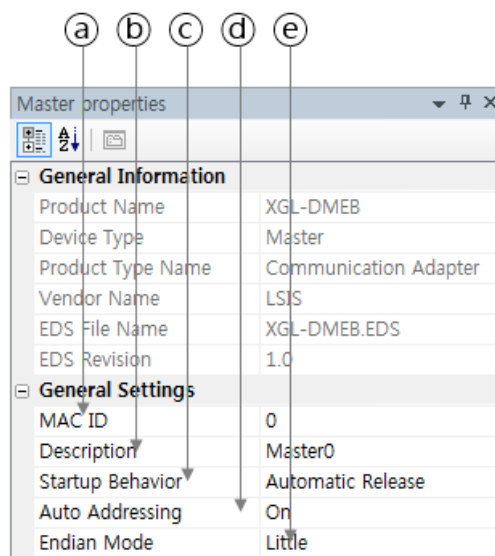 ⓐ ⓑ ⓒ ⓓ ⓔ
Master properties
General Information
Product Name XGL-DMEB
Device Type Master
Product Type Name Communication Adapter
Vendor Name LSIS
EDS File Name XGL-DMEB.EDS
EDS Revision 1.0
General Settings
MAC ID 0
Description Master0
Startup Behavior Automatic Release
Auto Addressing On
Endian Mode Little